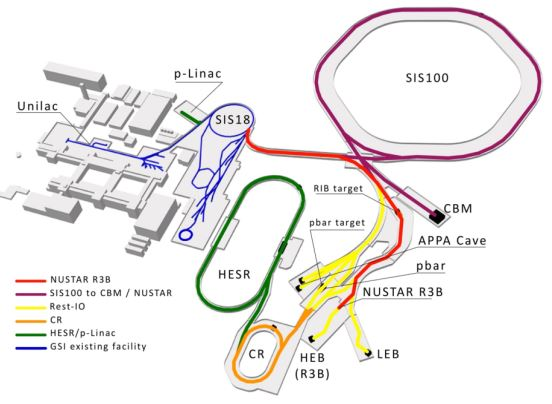 p-Linac
SIS100
Unilac
SIS18
RIB target
CBM
pbar target
APPA Cave
HESR
pbar
NUSTAR R3B
NUSTAR R3B
SIS100 to CBM / NUSTAR
Rest-IO
CR
HESR/p-Linac
GSI existing facility
CR
HEB
(R3B)
LEB